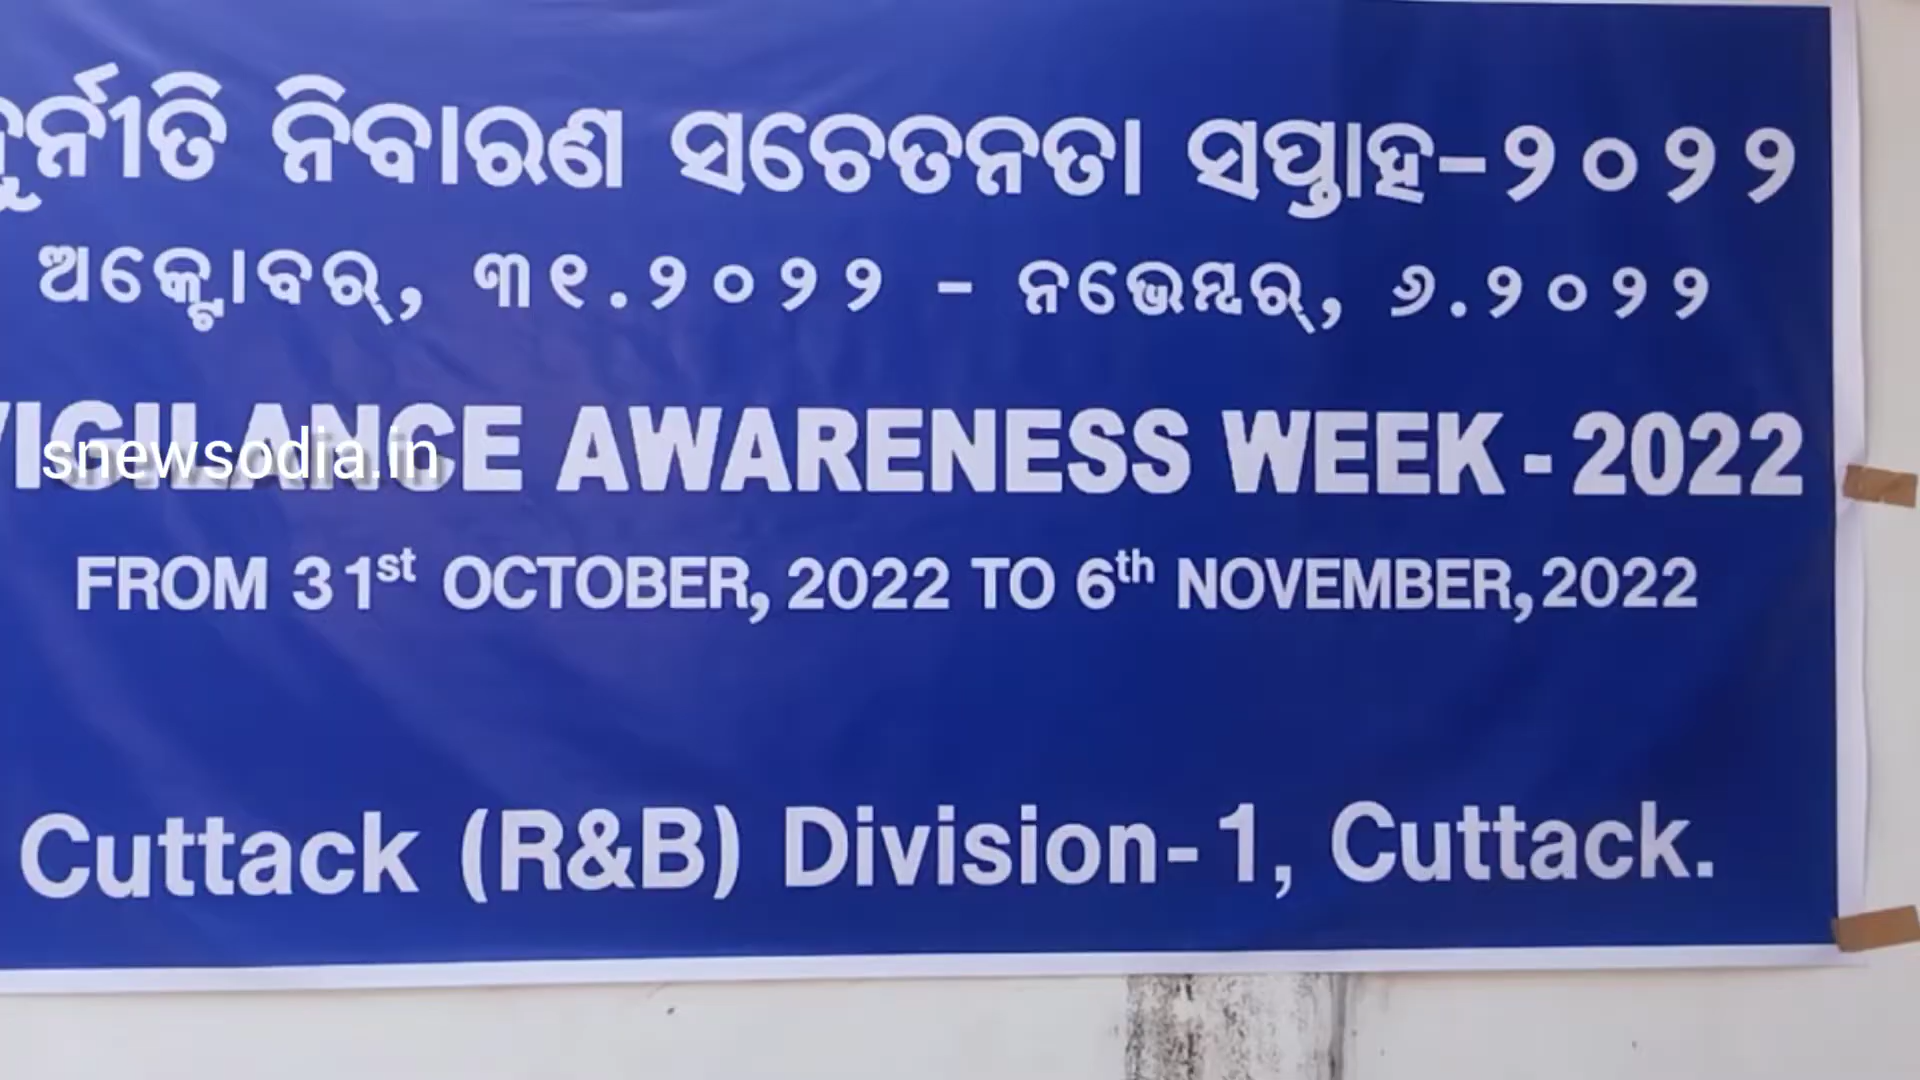 ଦୁର୍ନୀତି ନିବାରଣ ସଚେତନତା ସପ୍ତାହ-୨୦୨୨
ଅକ୍ଟୋବର୍, ୩୧.୨୦୨୨ - ନଭେମ୍ବର୍, ୬.୨୦୨୨
VIGILANCE AWARENESS WEEK - 2022
snewsodia.in
FROM 31st OCTOBER, 2022 TO 6th NOVEMBER, 2022
Cuttack (R&B) Division-1, Cuttack.